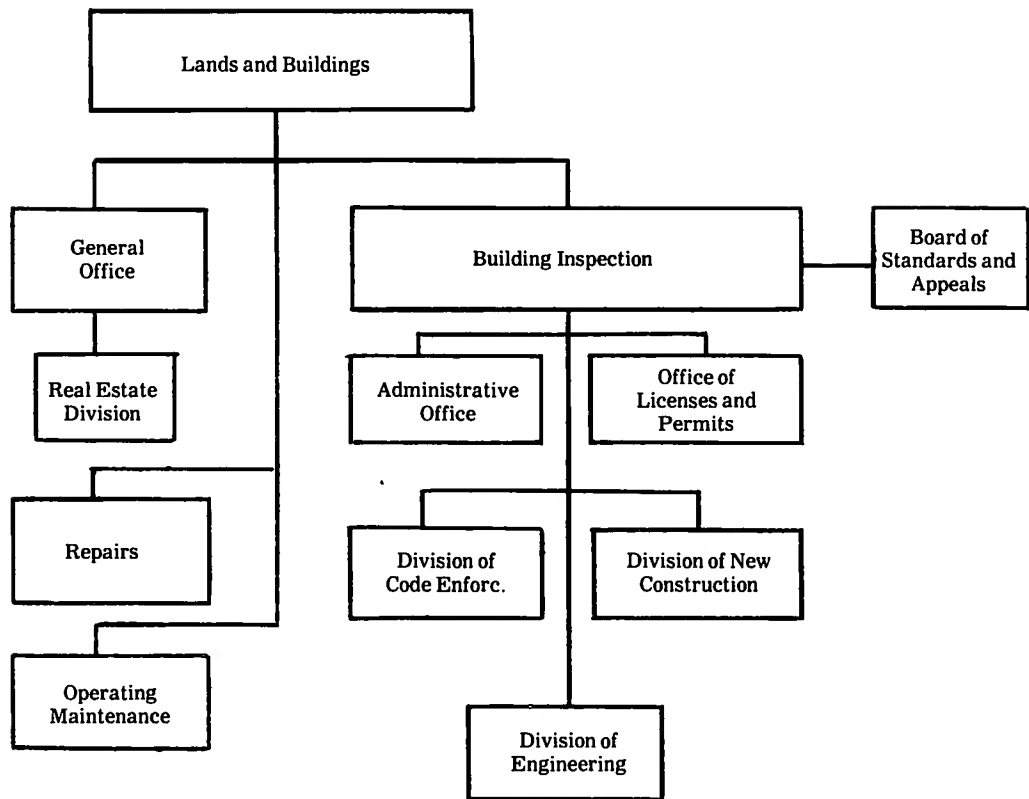 Lands and Buildings
General
Office
Building Inspection
Board of
Standards and
Appeals
Real Estate
Division
Administrative
Office
Office of
Licenses and
Permits
Repairs
Division of
Code Enforc.
Division of New
Construction
Operating
Maintenance
Division of
Engineering